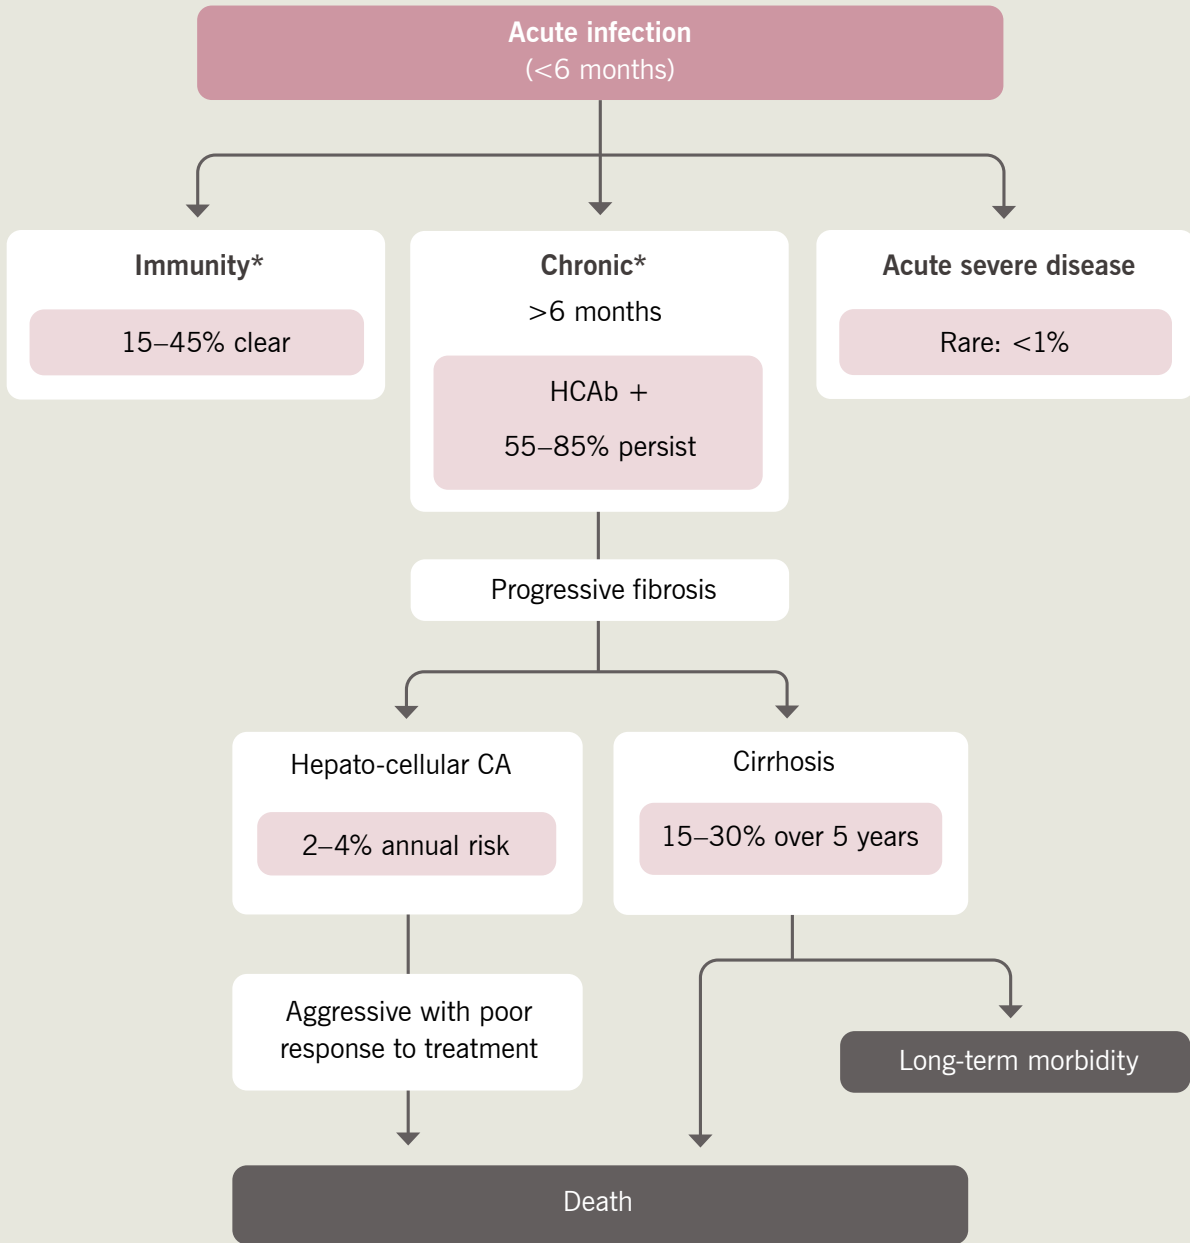 Acute infection
(<6 months)
Immunity*
15–45% clear
Chronic*
>6 months
HCAb +
55–85% persist
Acute severe disease
Rare: <1%
Progressive fibrosis
Hepato-cellular CA
2–4% annual risk
Cirrhosis
15–30% over 5 years
Aggressive with poor
response to treatment
Long-term morbidity
Death